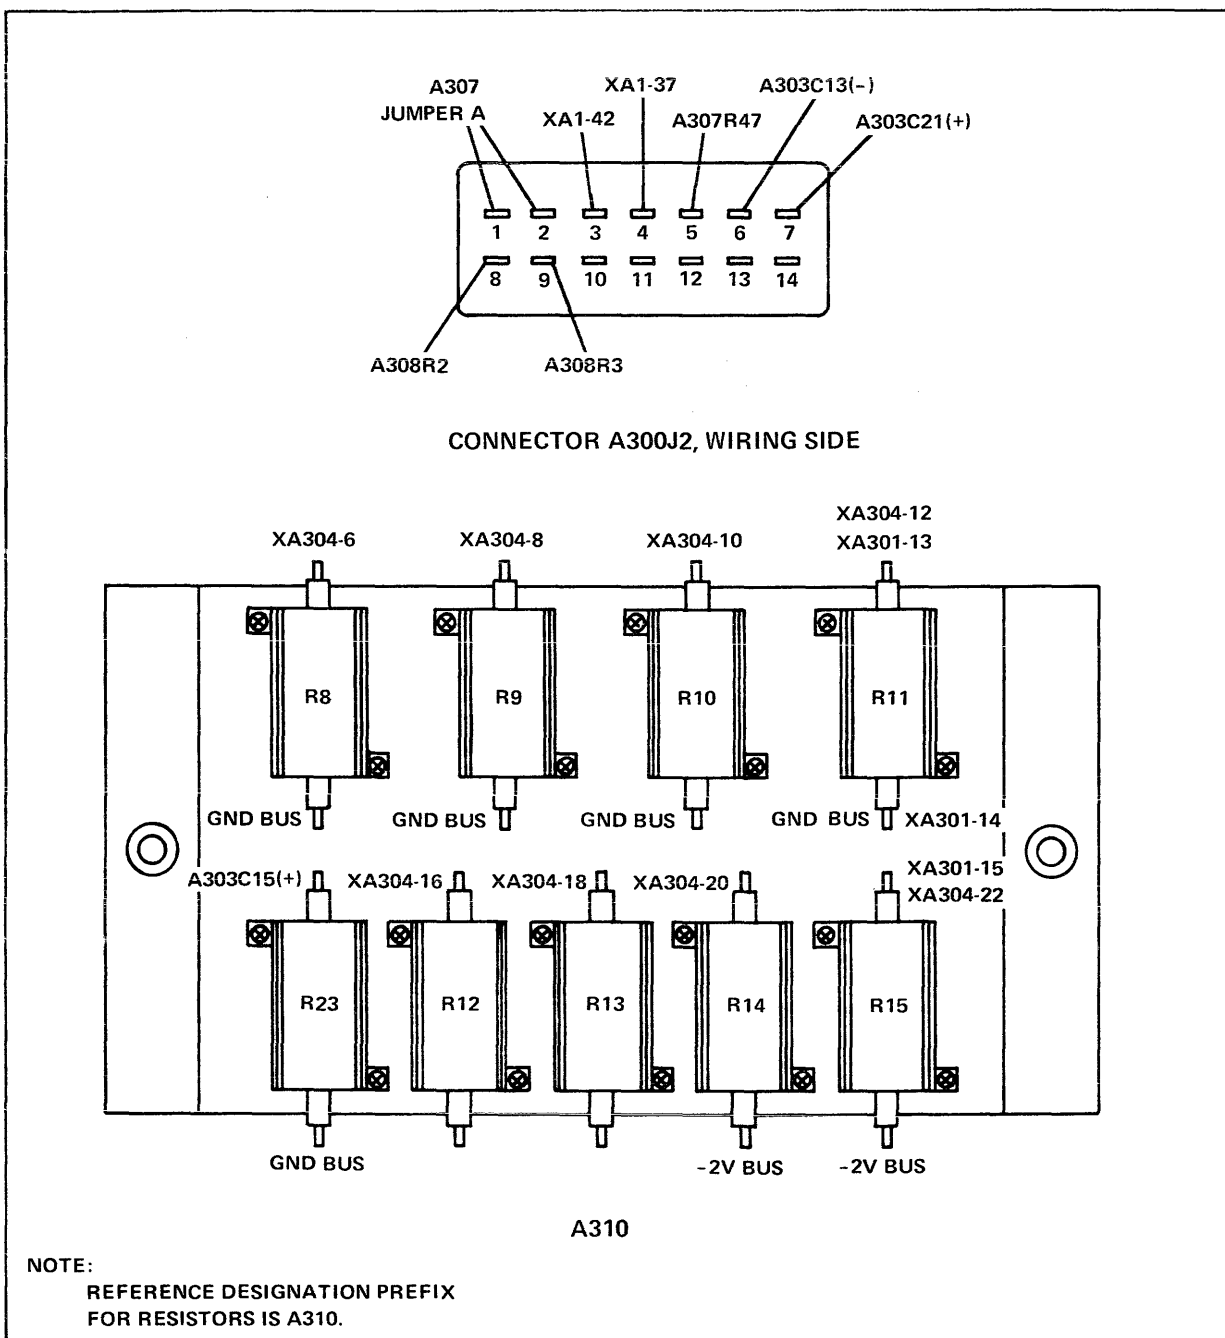 A307
JUMPER A
XA1-42
XA1-37
A307R47
A303C13(-)
A303C21(+)
1 2 3 4 5 6 7
8 9 10 11 12 13 14
A308R2
A308R3
CONNECTOR A300J2, WIRING SIDE
XA304-6
XA304-8
XA304-10
XA304-12
XA301-13
R8
R9
R10
R11
GND BUS
GND BUS
GND BUS
GND BUS
XA301-14
A303C15(+)
XA304-16
XA304-18
XA304-20
XA301-15
XA304-22
R23
R12
R13
R14
R15
GND BUS
-2V BUS
-2V BUS
A310
NOTE:
REFERENCE DESIGNATION PREFIX
FOR RESISTORS IS A310.